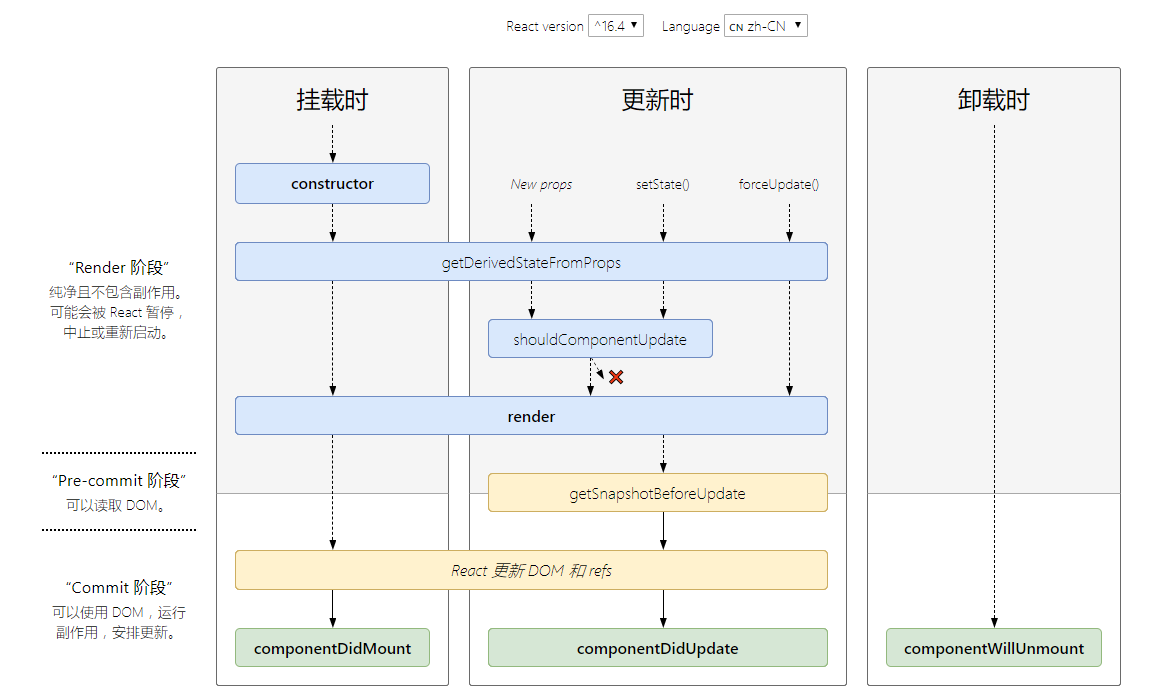 React version ^16.4 Language CN zh-CN
挂载时 更新时 卸载时
constructor
New props setState() forceUpdate()
“Render 阶段”
纯净且不包含副作用。
可能会被 React 暂停，
中止或重新启动。
getDerivedStateFromProps
shouldComponentUpdate
render
“Pre-commit 阶段”
可以读取 DOM。
getSnapshotBeforeUpdate
“Commit 阶段”
可以使用 DOM，运行
副作用，安排更新。
React 更新 DOM 和 refs
componentDidMount componentDidUpdate componentWillUnmount